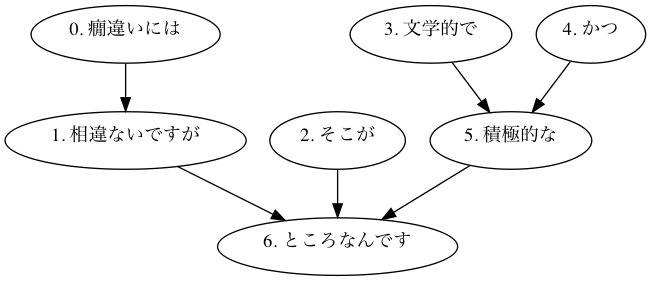 0. 癇違いには
3. 文学的で
4. かつ
1. 相違ないですが
2. そこが
5. 積極的な
6. ところなんです